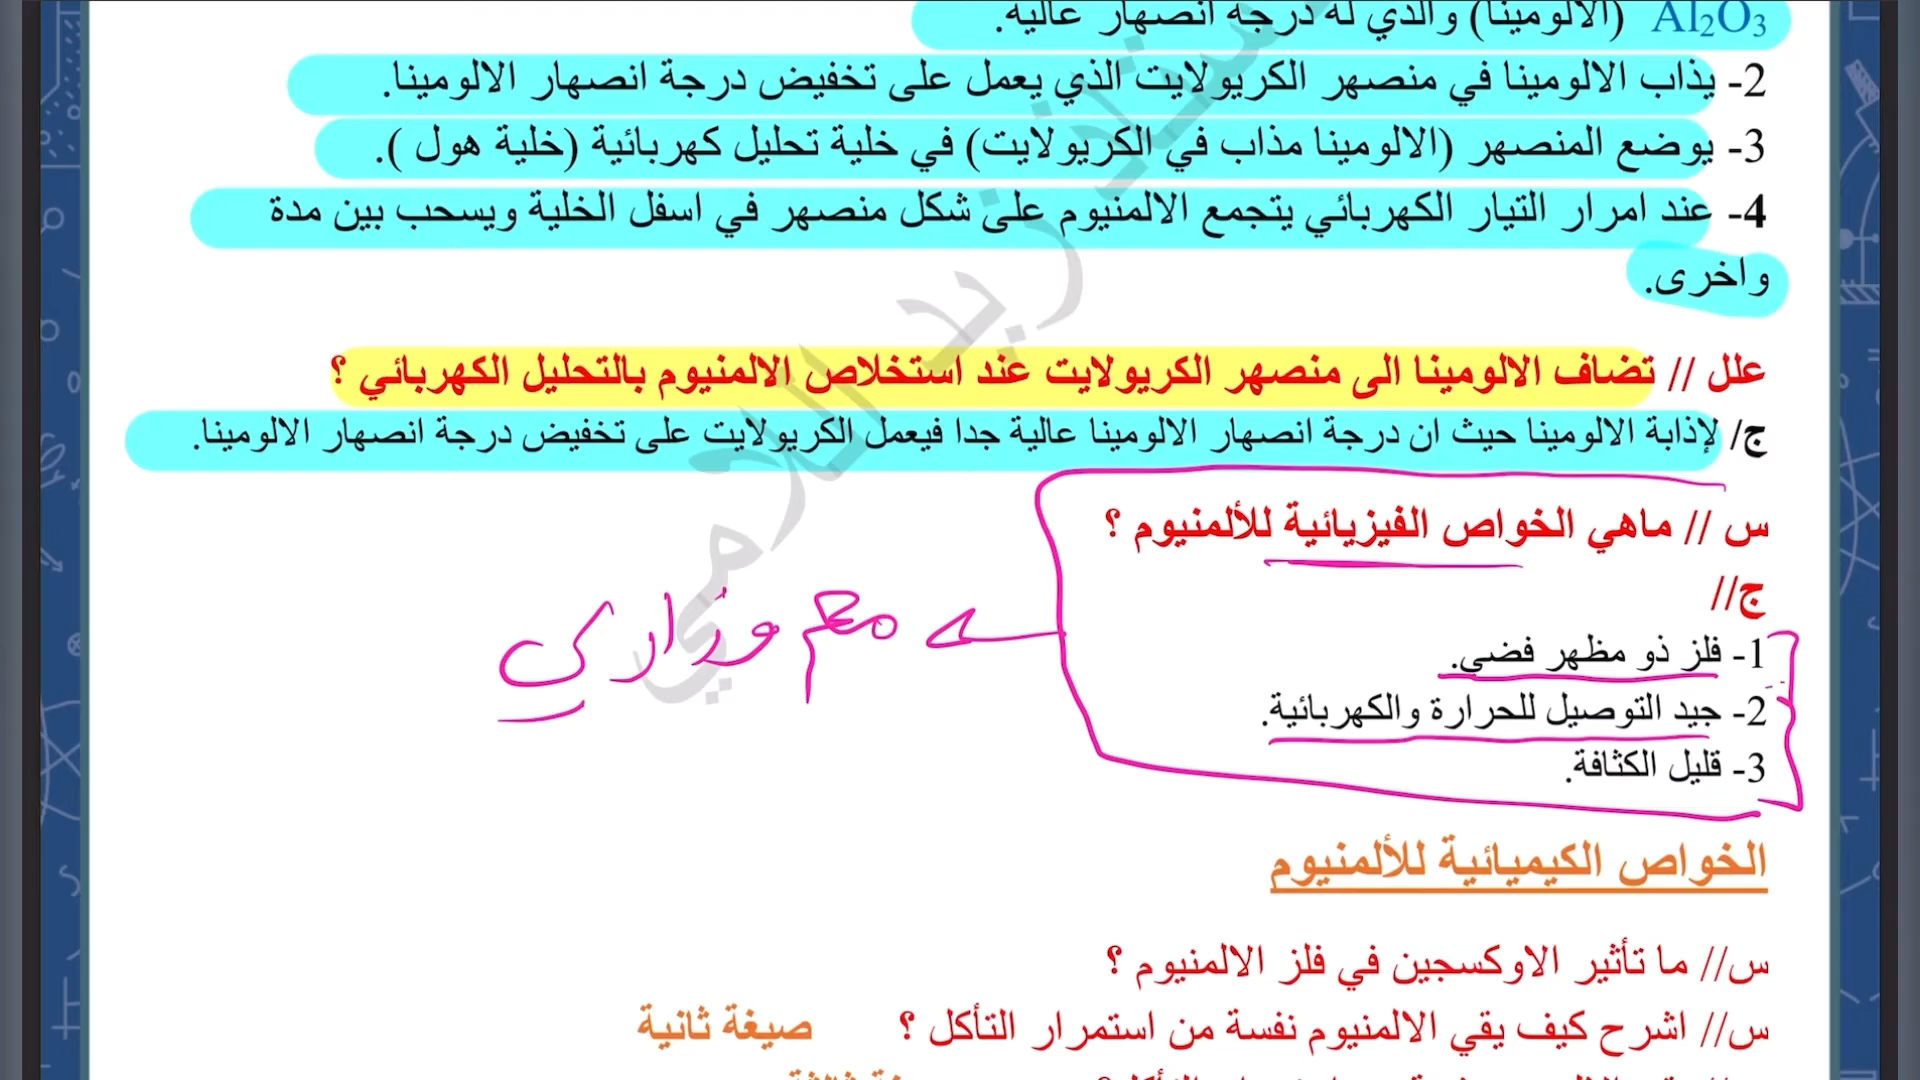 Al2O3 (الالومينا) والذي له درجة انصهار عالية.
2- يذاب الالومينا في منصهر الكريولايت الذي يعمل على تخفيض درجة انصهار الالومينا.
3- يوضع المنصهر (الالومينا مذاب في الكريولايت) في خلية تحليل كهربائية (خلية هول ).
4- عند امرار التيار الكهربائي يتجمع الالمنيوم على شكل منصهر في اسفل الخلية ويسحب بين مدة
واخرى.
علل // تضاف الالومينا الى منصهر الكريولايت عند استخلاص الالمنيوم بالتحليل الكهربائي ؟
ج/ لإذابة الالومينا حيث ان درجة انصهار الالومينا عالية جدا فيعمل الكريولايت على تخفيض درجة انصهار الالومينا.
س // ماهي الخواص الفيزيائية للألمنيوم ؟
ج//
مهم وزاري
1- فلز ذو مظهر فضي.
2- جيد التوصيل للحرارة والكهربائية.
3- قليل الكثافة.
الخواص الكيميائية للألمنيوم
س// ما تأثير الاوكسجين في فلز الالمنيوم ؟
س// اشرح كيف يقي الالمنيوم نفسة من استمرار التأكل ؟ صيغة ثانية